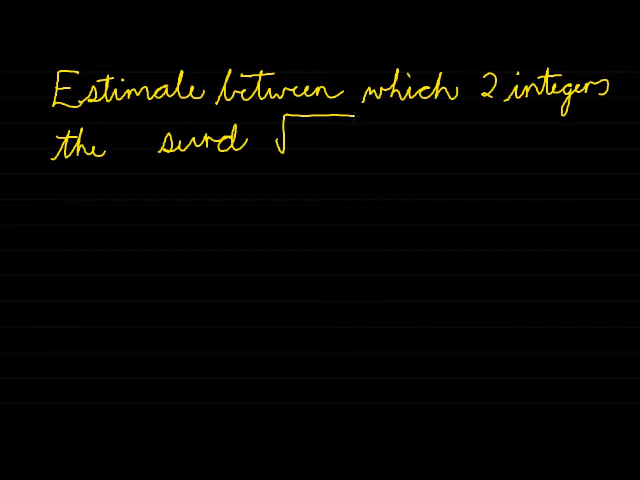 Estimate between which 2 integers
the surd √